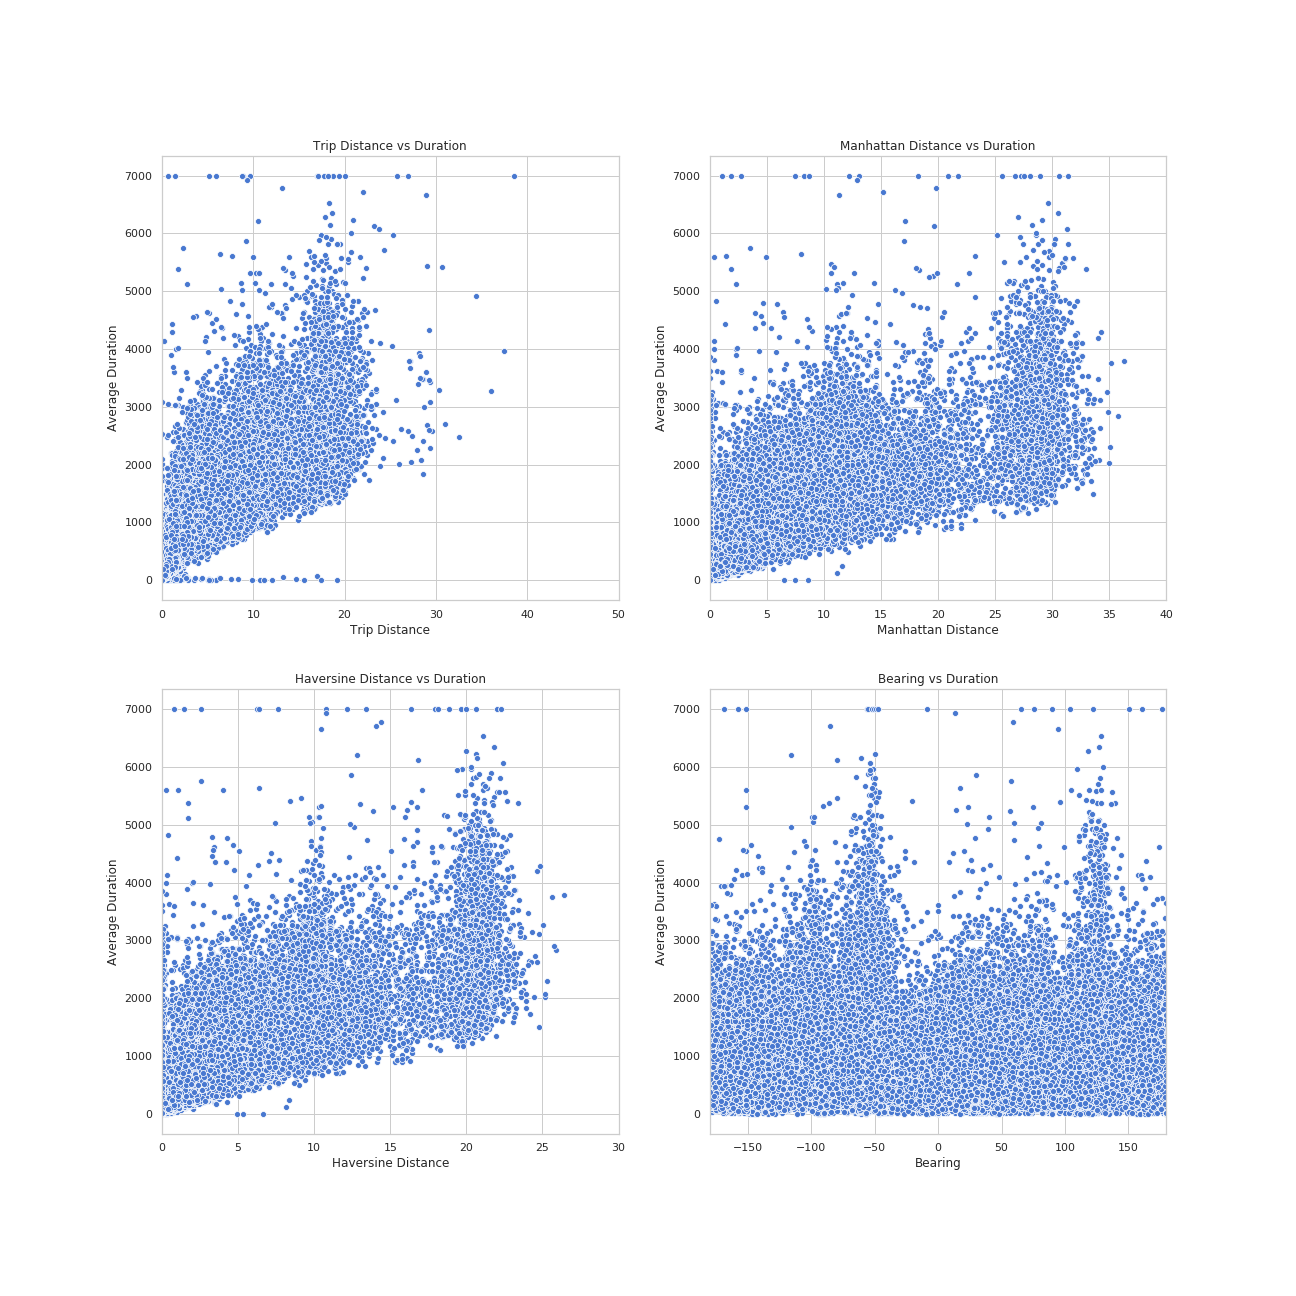 Trip Distance vs Duration
Average Duration
7000
6000
5000
4000
3000
2000
1000
0
0 10 20 30 40 50
Trip Distance
Manhattan Distance vs Duration
Average Duration
7000
6000
5000
4000
3000
2000
1000
0
0 5 10 15 20 25 30 35 40
Manhattan Distance
Haversine Distance vs Duration
Average Duration
7000
6000
5000
4000
3000
2000
1000
0
0 5 10 15 20 25 30
Haversine Distance
Bearing vs Duration
Average Duration
7000
6000
5000
4000
3000
2000
1000
0
−150 −100 −50 0 50 100 150
Bearing